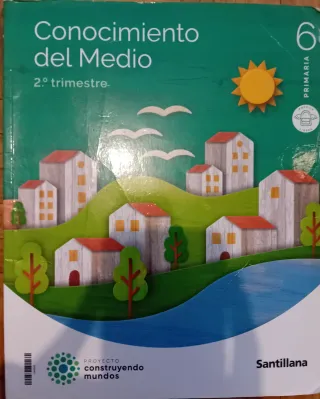 Conocimiento
del Medio
2.º trimestre
6
PRIMARIA
PROYECTO
construyendo
mundos
Santillana